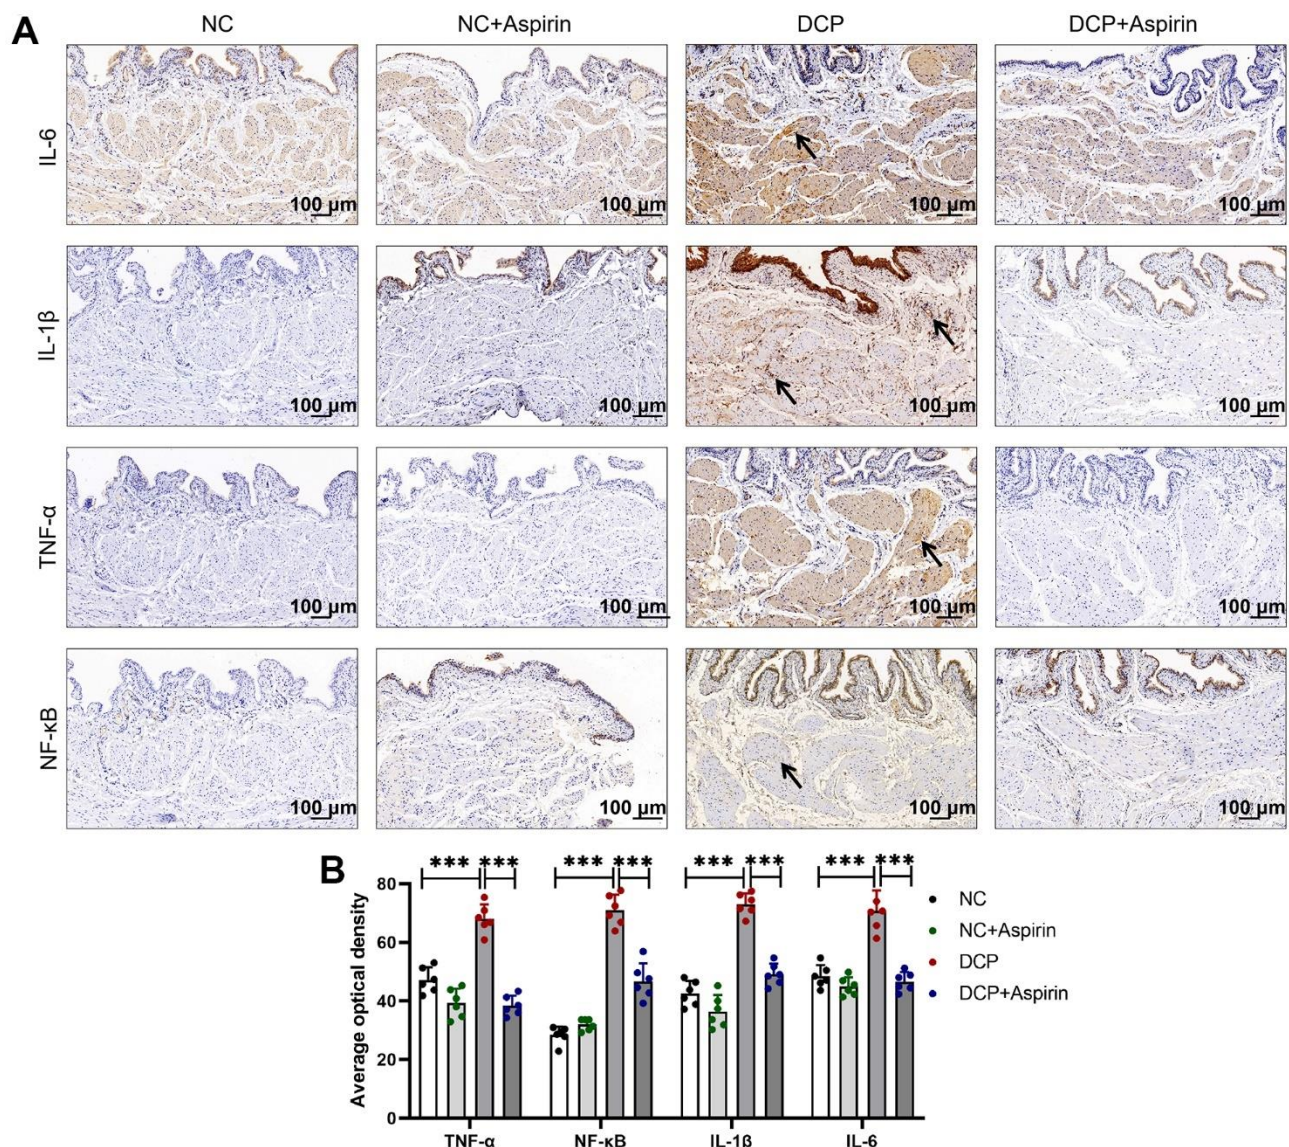 A
NC NC+Aspirin DCP DCP+Aspirin
IL-6
100 µm 100 µm 100 µm 100 µm
IL-1β
100 µm 100 µm 100 µm 100 µm
TNF-α
100 µm 100 µm 100 µm 100 µm
NF-κB
100 µm 100 µm 100 µm 100 µm
B
*** *** *** *** *** *** *** ***
Average optical density
80
60
40
20
0
TNF-α NF-κB IL-1β IL-6
NC
NC+Aspirin
DCP
DCP+Aspirin